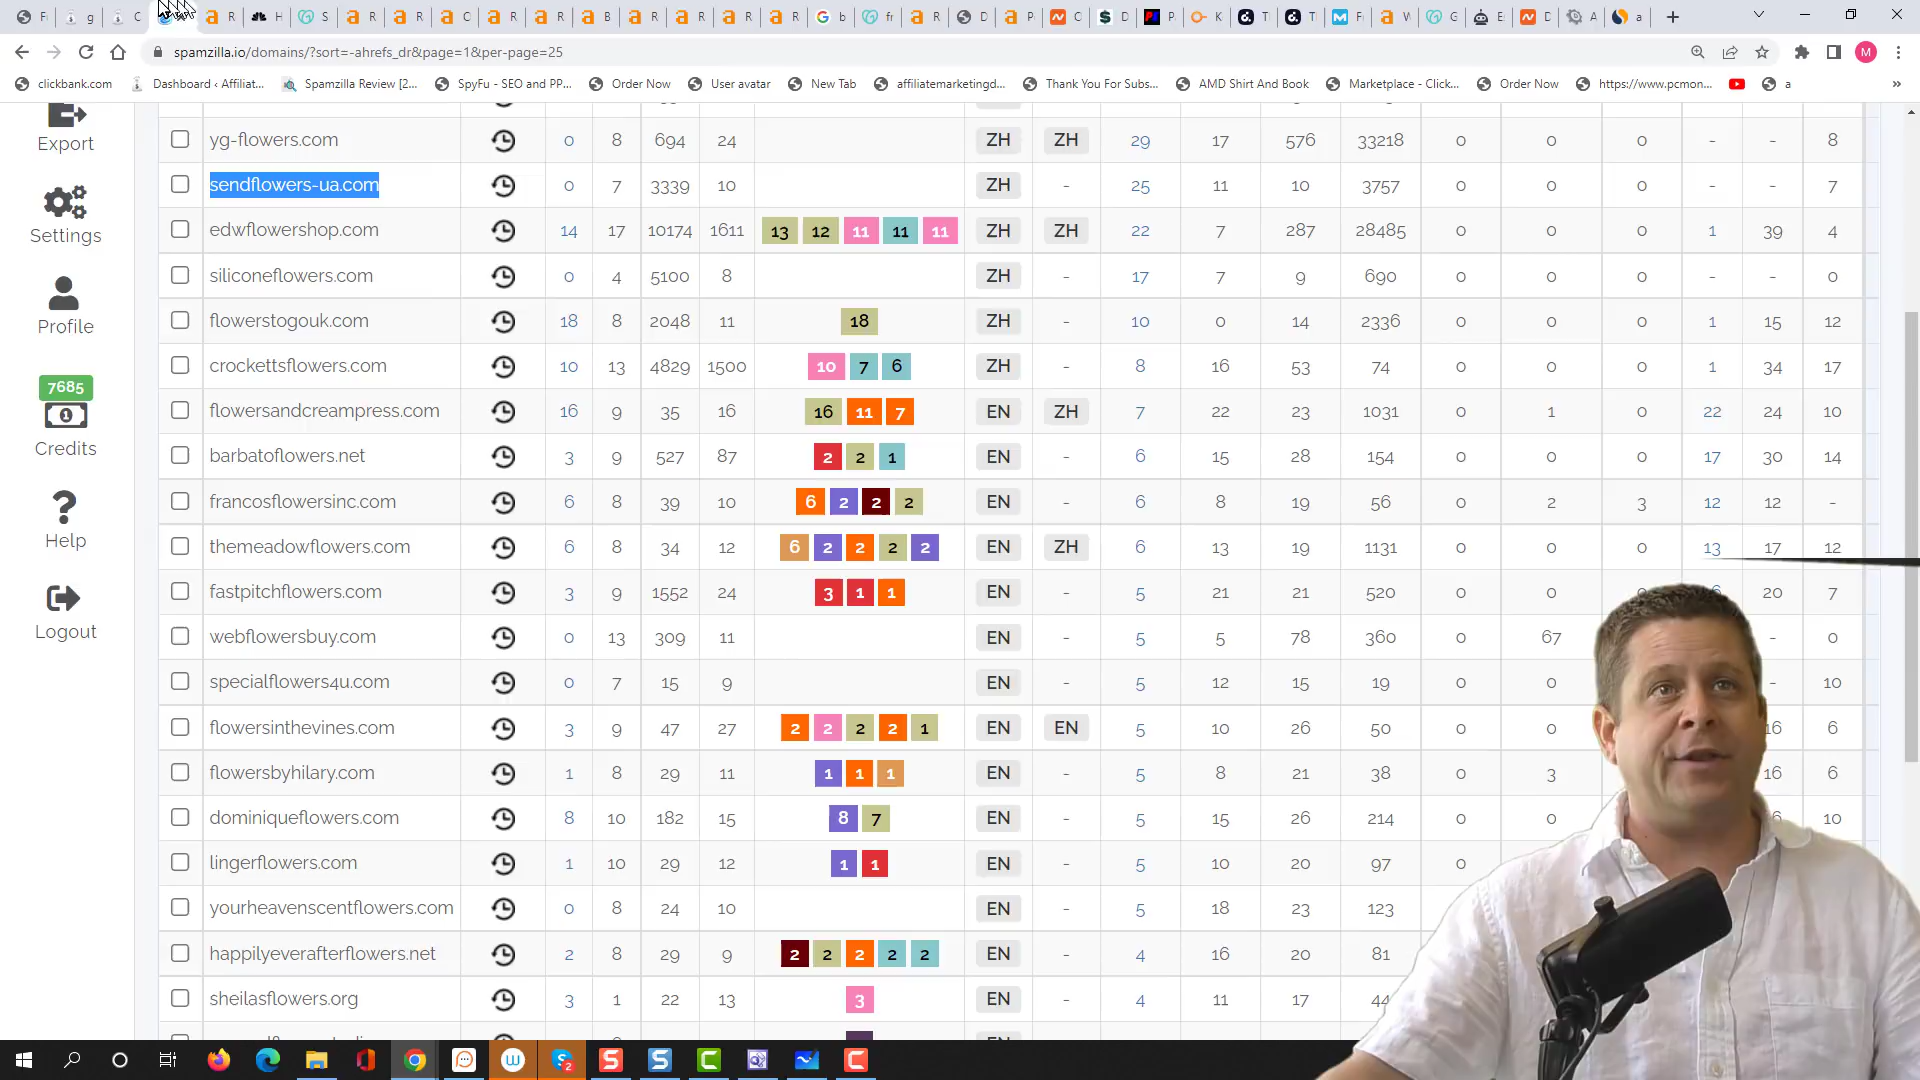 spamzilla.io/domains/?sort=-ahrefs_dr&page=1&per-page=25
clickbank.com Dashboard ‹ Affiliat... Spamzilla Review [2... SpyFu - SEO and PP... Order Now User avatar New Tab affiliatemarketingd... Thank You For Subs... AMD Shirt And Book Marketplace - Click... Order Now https://www.pcmon... a »
Export
Settings
Profile
7685
Credits
Help
Logout
yg-flowers.com 0 8 694 24 ZH ZH 29 17 576 33218 0 0 0 - - 8
sendflowers-ua.com 0 7 3339 10 ZH - 25 11 10 3757 0 0 0 - - 7
edwflowershop.com 14 17 10174 1611 13 12 11 11 11 ZH ZH 22 7 287 28485 0 0 0 1 39 4
siliconeflowers.com 0 4 5100 8 ZH - 17 7 9 690 0 0 0 - - 0
flowerstogouk.com 18 8 2048 11 18 ZH - 10 0 14 2336 0 0 0 1 15 12
crockettsflowers.com 10 13 4829 1500 10 7 6 ZH - 8 16 53 74 0 0 0 1 34 17
flowersandcreampress.com 16 9 35 16 16 11 7 EN ZH 7 22 23 1031 0 1 0 22 24 10
barbatoflowers.net 3 9 527 87 2 2 1 EN - 6 15 28 154 0 0 0 17 30 14
francosflowersinc.com 6 8 39 10 6 2 2 2 EN - 6 8 19 56 0 2 3 12 12 -
themeadowflowers.com 6 8 34 12 6 2 2 2 2 EN ZH 6 13 19 1131 0 0 0 13 17 12
fastpitchflowers.com 3 9 1552 24 3 1 1 EN - 5 21 21 520 0 0 20 7
webflowersbuy.com 0 13 309 11 EN - 5 5 78 360 0 67 - 0
specialflowers4u.com 0 7 15 9 EN - 5 12 15 19 0 0 - 10
flowersinthevines.com 3 9 47 27 2 2 2 2 1 EN EN 5 10 26 50 0 0 16 6
flowersbyhilary.com 1 8 29 11 1 1 1 EN - 5 8 21 38 0 3 16 6
dominiqueflowers.com 8 10 182 15 8 7 EN - 5 15 26 214 0 0 10
lingerflowers.com 1 10 29 12 1 1 EN - 5 10 20 97 0
yourheavenscentflowers.com 0 8 24 10 EN - 5 18 23 123
happilyeverafterflowers.net 2 8 29 9 2 2 2 2 2 EN - 4 16 20 81
sheilasflowers.org 3 1 22 13 3 EN - 4 11 17 44